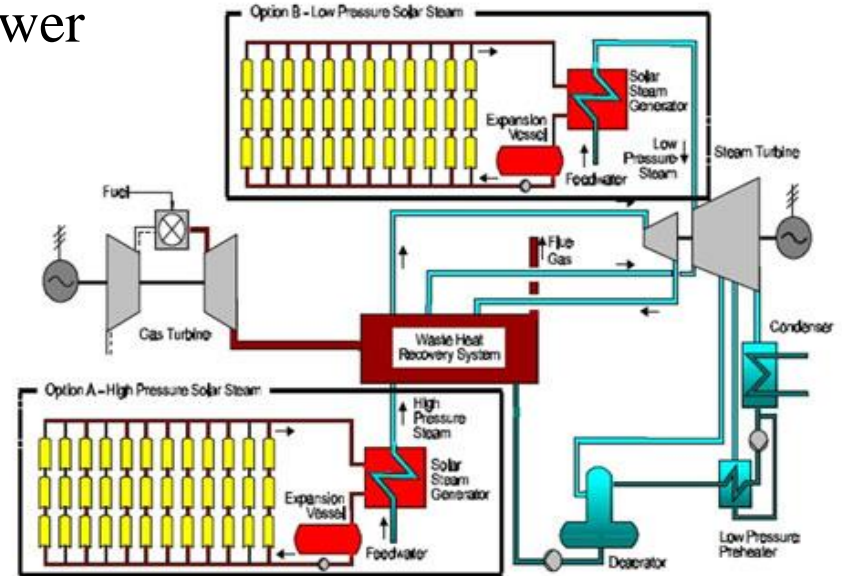 wer
Option B - Low Pressure Solar Steam
Solar
Steam
Generator
Expansion
Vessel
Feedwater
Low
Pressure
Steam
Steam Turbine
Fuel
Flue
Gas
Gas Turbine
Waste Heat
Recovery System
Condenser
Option A - High Pressure Solar Steam
High
Pressure
Steam
Solar
Steam
Generator
Expansion
Vessel
Feedwater
Deaerator
Low Pressure
Preheater